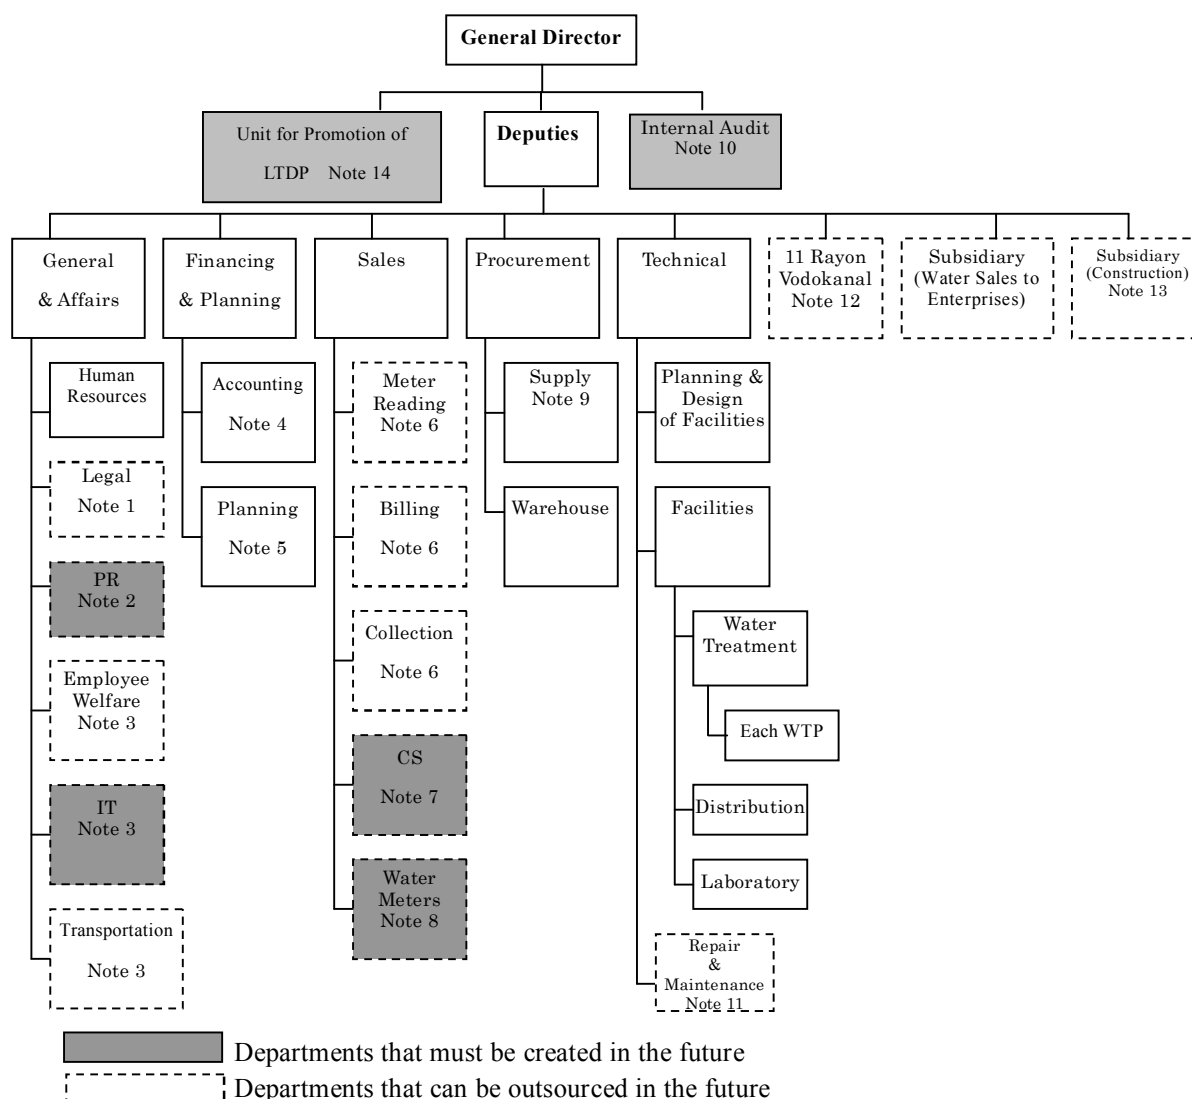 General Director
Unit for Promotion of
LTDP Note 14
Deputies
Internal Audit
Note 10
General
& Affairs
Financing
& Planning
Sales
Procurement
Technical
11 Rayon
Vodokanal
Note 12
Subsidiary
(Water Sales to
Enterprises)
Subsidiary
(Construction)
Note 13
Human
Resources
Legal
Note 1
PR
Note 2
Employee
Welfare
Note 3
IT
Note 3
Transportation
Note 3
Accounting
Note 4
Planning
Note 5
Meter
Reading
Note 6
Billing
Note 6
Collection
Note 6
CS
Note 7
Water
Meters
Note 8
Supply
Note 9
Warehouse
Planning &
Design
of Facilities
Facilities
Water
Treatment
Each WTP
Distribution
Laboratory
Repair
&
Maintenance
Note 11
Departments that must be created in the future
Departments that can be outsourced in the future